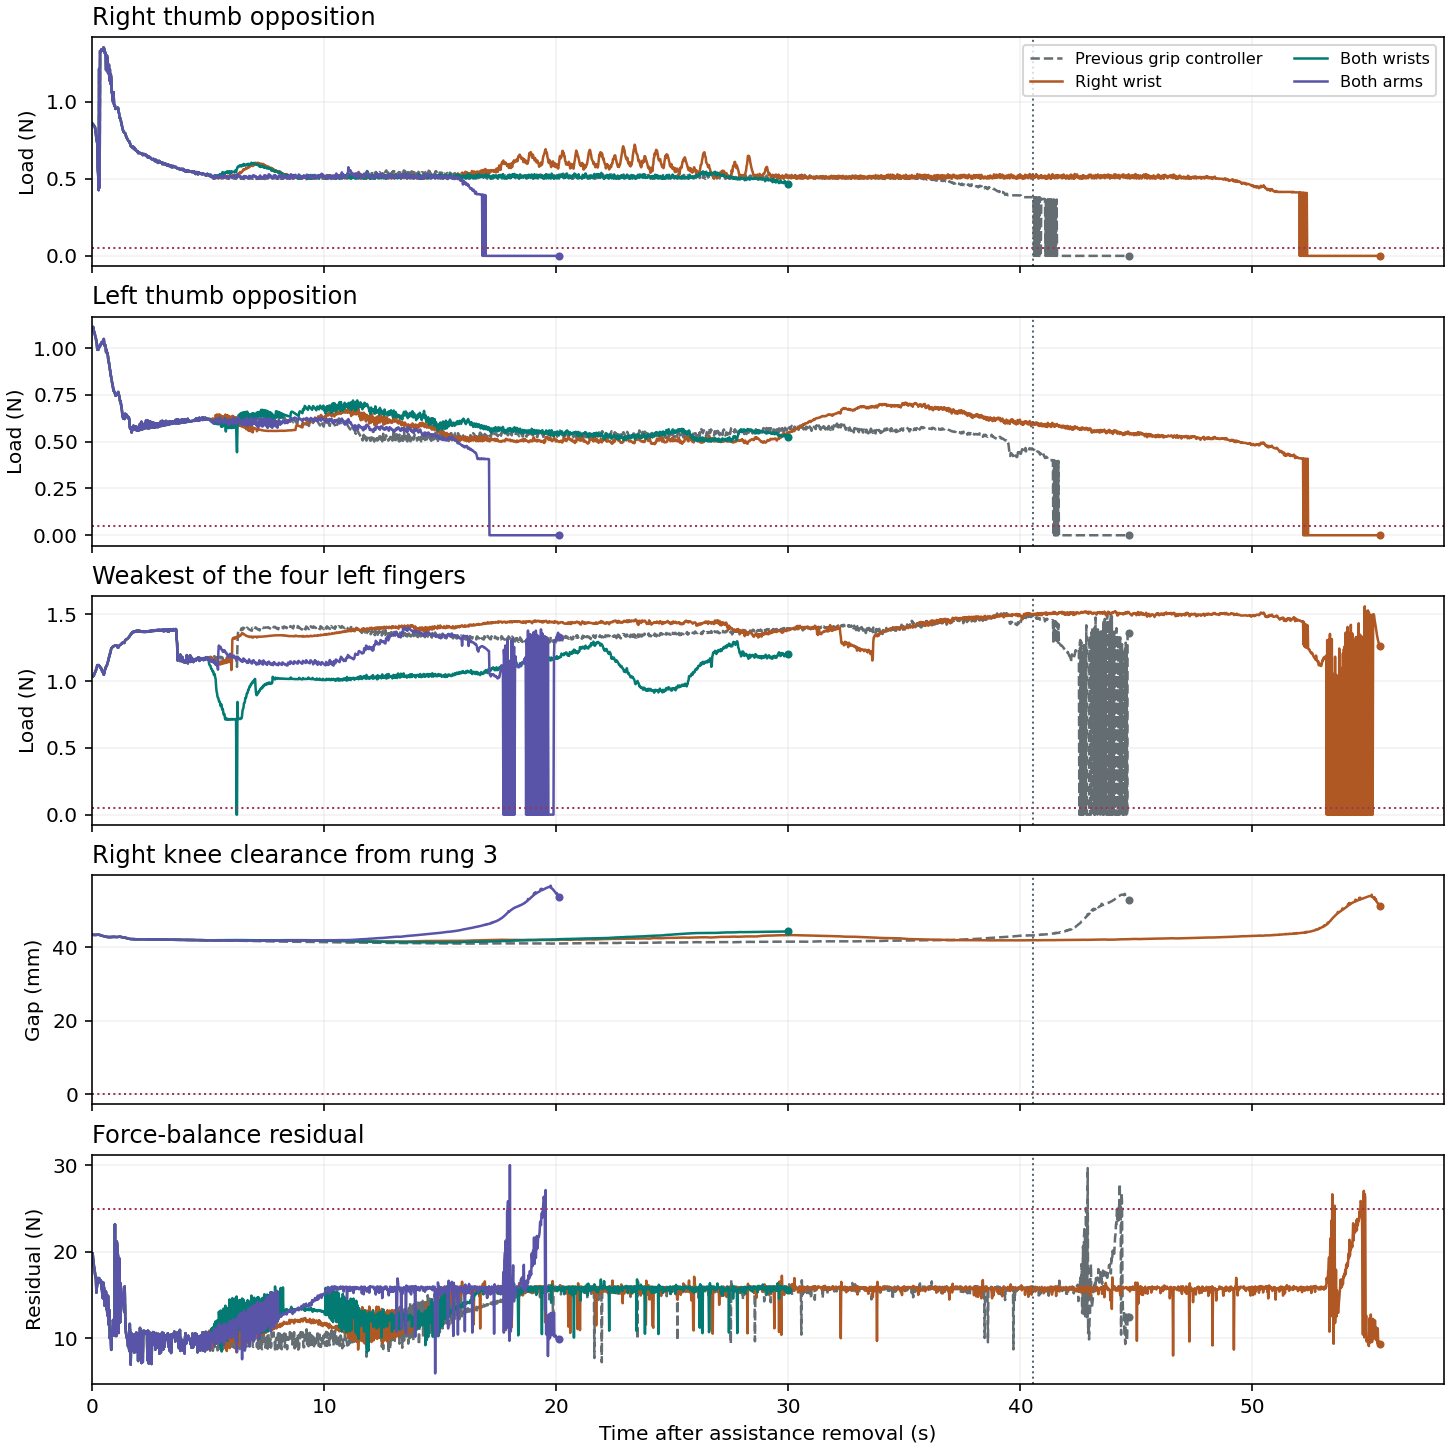 Right thumb opposition
Load (N)
1.0
0.5
0.0
Previous grip controller
Right wrist
Both wrists
Both arms
Left thumb opposition
Load (N)
1.00
0.75
0.50
0.25
0.00
Weakest of the four left fingers
Load (N)
1.5
1.0
0.5
0.0
Right knee clearance from rung 3
Gap (mm)
40
20
0
Force-balance residual
Residual (N)
30
20
10
0 10 20 30 40 50
Time after assistance removal (s)